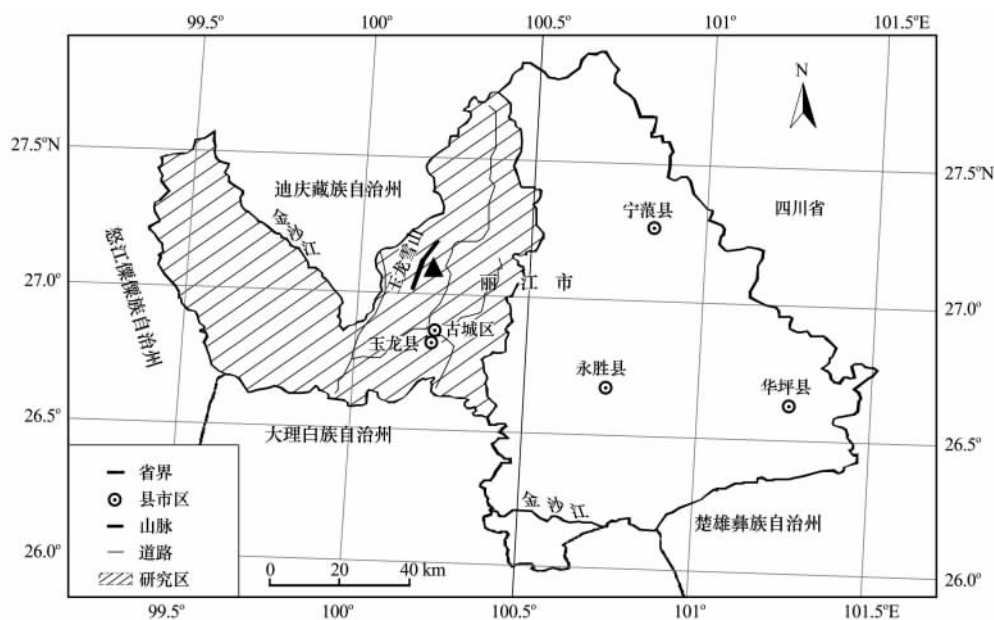 99.5°
100°
100.5°
101°
101.5°
N
27.5°N
27.5°N
迪庆藏族自治州
宁蒗县
四川省
金沙江
怒江傈僳族自治州
玉龙雪山
27.0°
丽江市
27.0°
古城区
玉龙县
永胜县
华坪县
26.5°
大理白族自治州
26.5°
省界
县市区
山脉
道路
研究区
金沙江
楚雄彝族自治州
26.0°
0 20 40 km
26.0°
99.5°
100°
100.5°
101°
101.5°